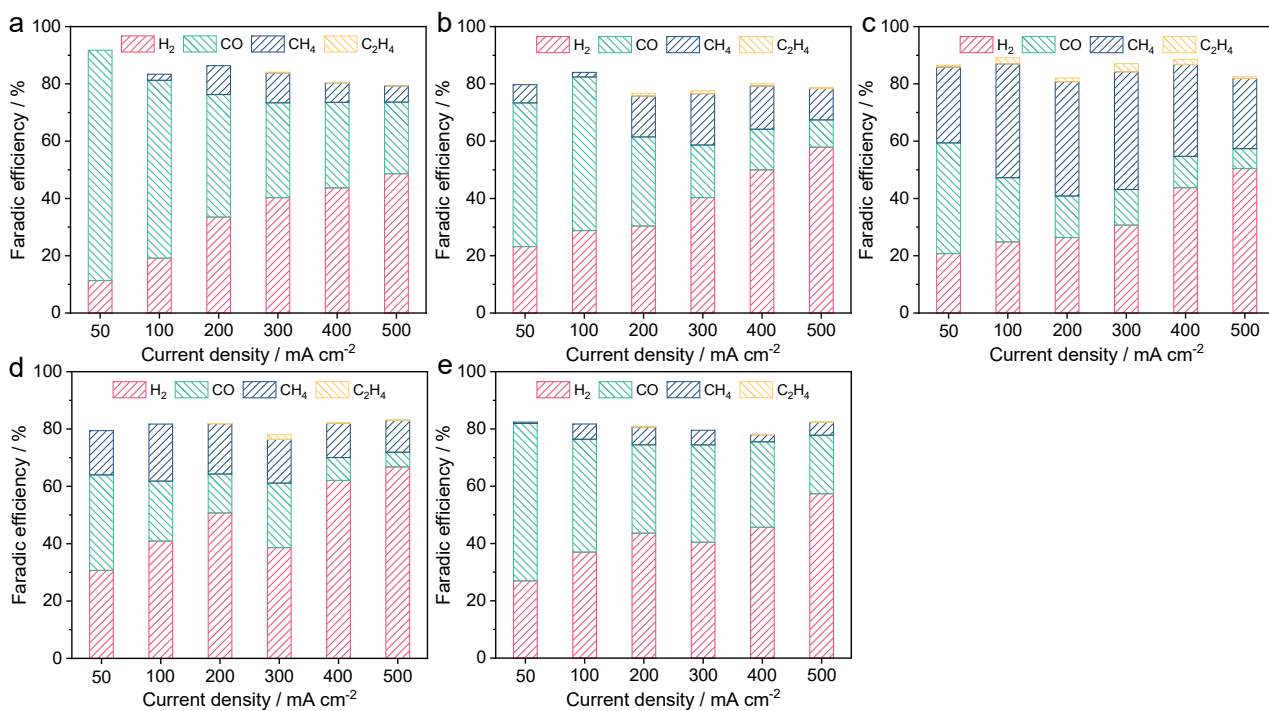 a
H₂ CO CH₄ C₂H₄
Faradic efficiency / %
100
80
60
40
20
0
50 100 200 300 400 500
Current density / mA cm⁻²
b
H₂ CO CH₄ C₂H₄
Faradic efficiency / %
100
80
60
40
20
0
50 100 200 300 400 500
Current density / mA cm⁻²
c
H₂ CO CH₄ C₂H₄
Faradic efficiency / %
100
80
60
40
20
0
50 100 200 300 400 500
Current density / mA cm⁻²
d
H₂ CO CH₄ C₂H₄
Faradic efficiency / %
100
80
60
40
20
0
50 100 200 300 400 500
Current density / mA cm⁻²
e
H₂ CO CH₄ C₂H₄
Faradic efficiency / %
100
80
60
40
20
0
50 100 200 300 400 500
Current density / mA cm⁻²